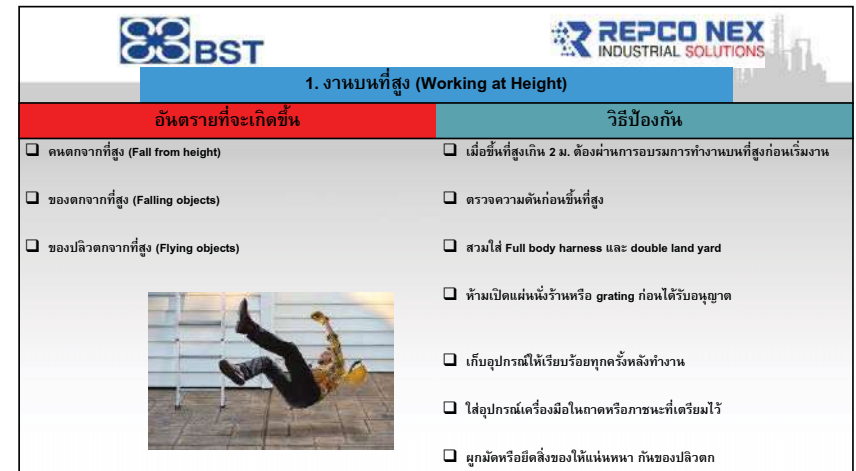 BST
REPCO NEX
INDUSTRIAL SOLUTIONS
1. งานบนที่สูง (Working at Height)
อันตรายที่จะเกิดขึ้น
วิธีป้องกัน
คนตกจากที่สูง (Fall from height)
ของตกจากที่สูง (Falling objects)
ของปลิวตกจากที่สูง (Flying objects)
เมื่อขึ้นที่สูงเกิน 2 ม. ต้องผ่านการอบรมการทำงานบนที่สูงก่อนเริ่มงาน
ตรวจความดันก่อนขึ้นที่สูง
สวมใส่ Full body harness และ double land yard
ห้ามเปิดแผ่นนั่งร้านหรือ grating ก่อนได้รับอนุญาต
เก็บอุปกรณ์ให้เรียบร้อยทุกครั้งหลังทำงาน
ใส่อุปกรณ์เครื่องมือในถาดหรือภาชนะที่เตรียมไว้
ผูกมัดหรือยึดสิ่งของให้แน่นหนา กันของปลิวตก